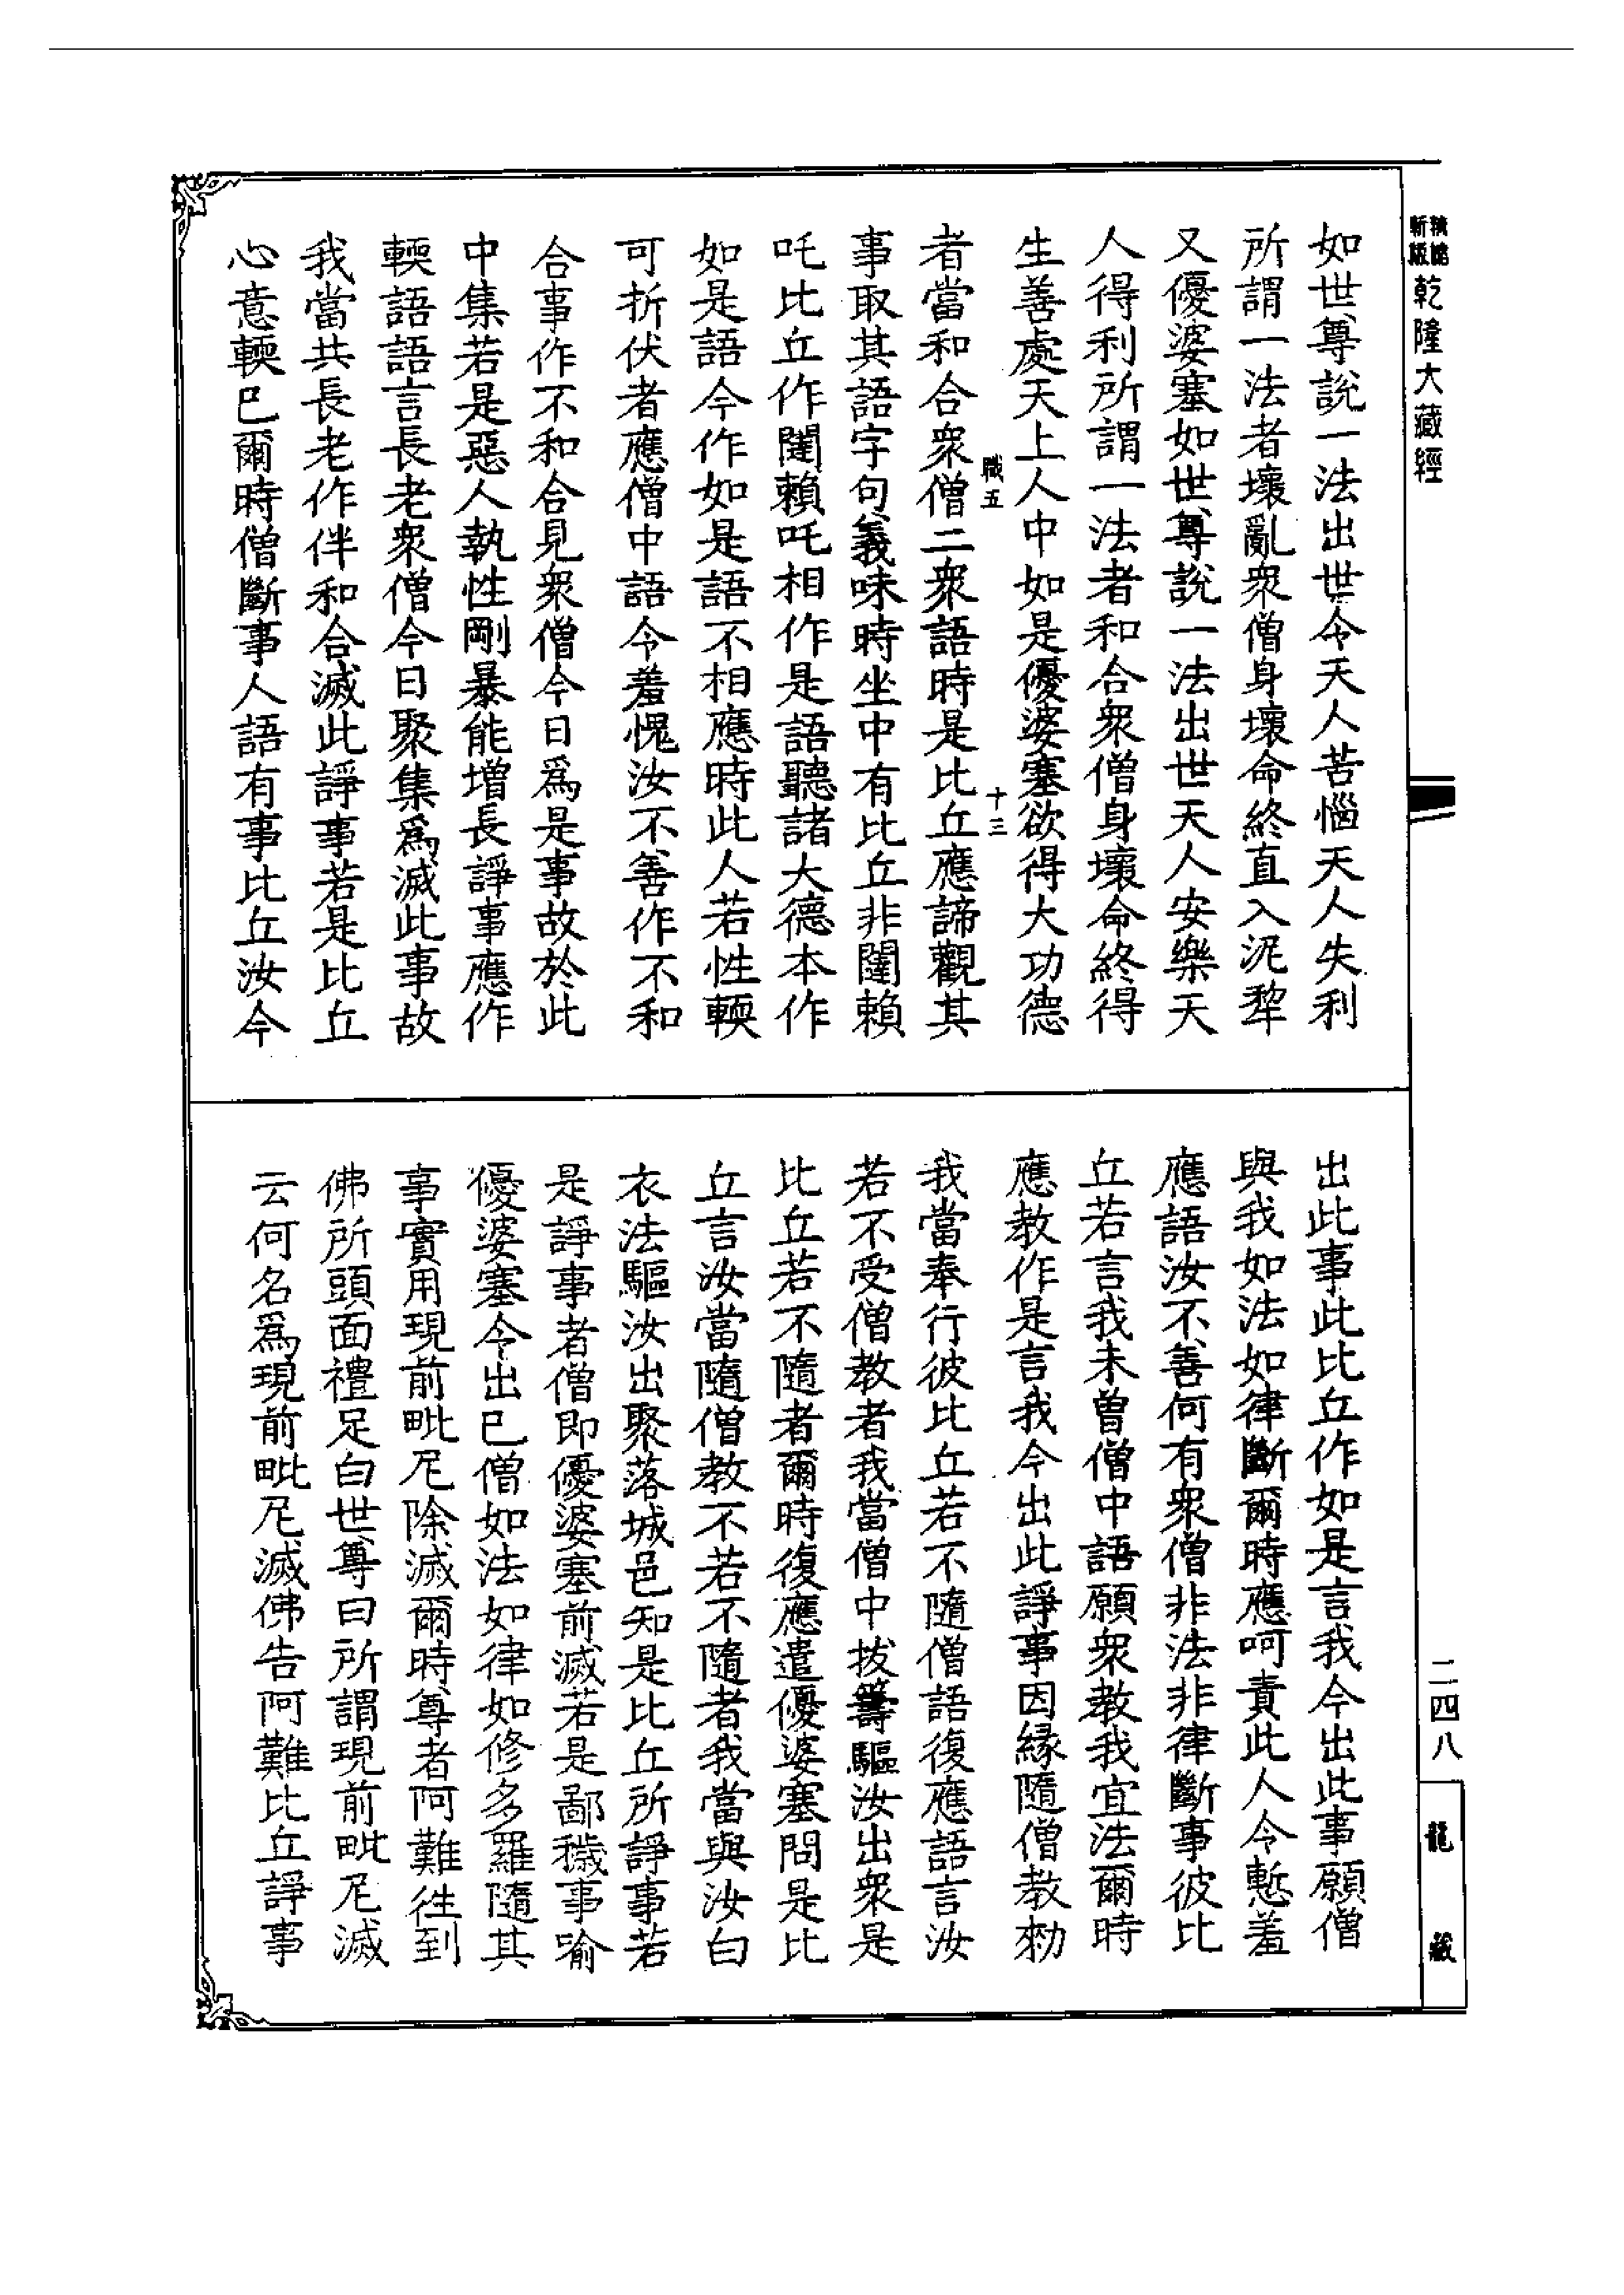 新版
乾隆大藏經
如世尊說一法出世令天人苦惱天人失利
所謂一法者壞亂衆僧身壞命終直入泥犂
又優婆塞如世尊說一法出世天人安樂天
人得利所謂一法者和合衆僧身壞命終得
生善處天上人中如是優婆塞欲得大功德
職五
十三
者當和合衆僧二衆語時是比丘應諦觀其
事取其語字句義味時坐中有比丘非闥賴
吒比丘作闥賴吒相作是語聽諸大德本作
如是語今作如是語不相應時此人若性輭
可折伏者應僧中語令羞愧汝不善作不和
合事作不和合見衆僧今日爲是事故於此
中集若是惡人執性剛暴能增長諍事應作
輭語語言長老衆僧今日聚集爲滅此事故
我當共長老作伴和合滅此諍事若是比丘
心意輭巳爾時僧斷事人語有事比丘汝今
出此事此比丘作如是言我今出此事願僧
與我如法如律斷爾時應呵責此人令慙羞
應語汝不善何有衆僧非法非律斷事彼比
丘若言我未曾僧中語願衆教我宜法爾時
應教作是言我今出此諍事因緣隨僧教勑
我當奉行彼比丘若不隨僧語復應語言汝
若不受僧教者我當僧中拔籌驅汝出衆是
比丘若不隨者爾時復應遣優婆塞問是比
丘言汝當隨僧教不若不隨者我當與汝白
衣法驅汝出聚落城邑知是比丘所諍事若
是諍事者僧即優婆塞前滅若是鄙穢事喻
優婆塞令出巳僧如法如律如修多羅隨其
事實用現前毗尼除滅爾時尊者阿難往到
佛所頭面禮足白世尊曰所謂現前毗尼滅
云何名爲現前毗尼滅佛告阿難比丘諍事
二四八
龍藏